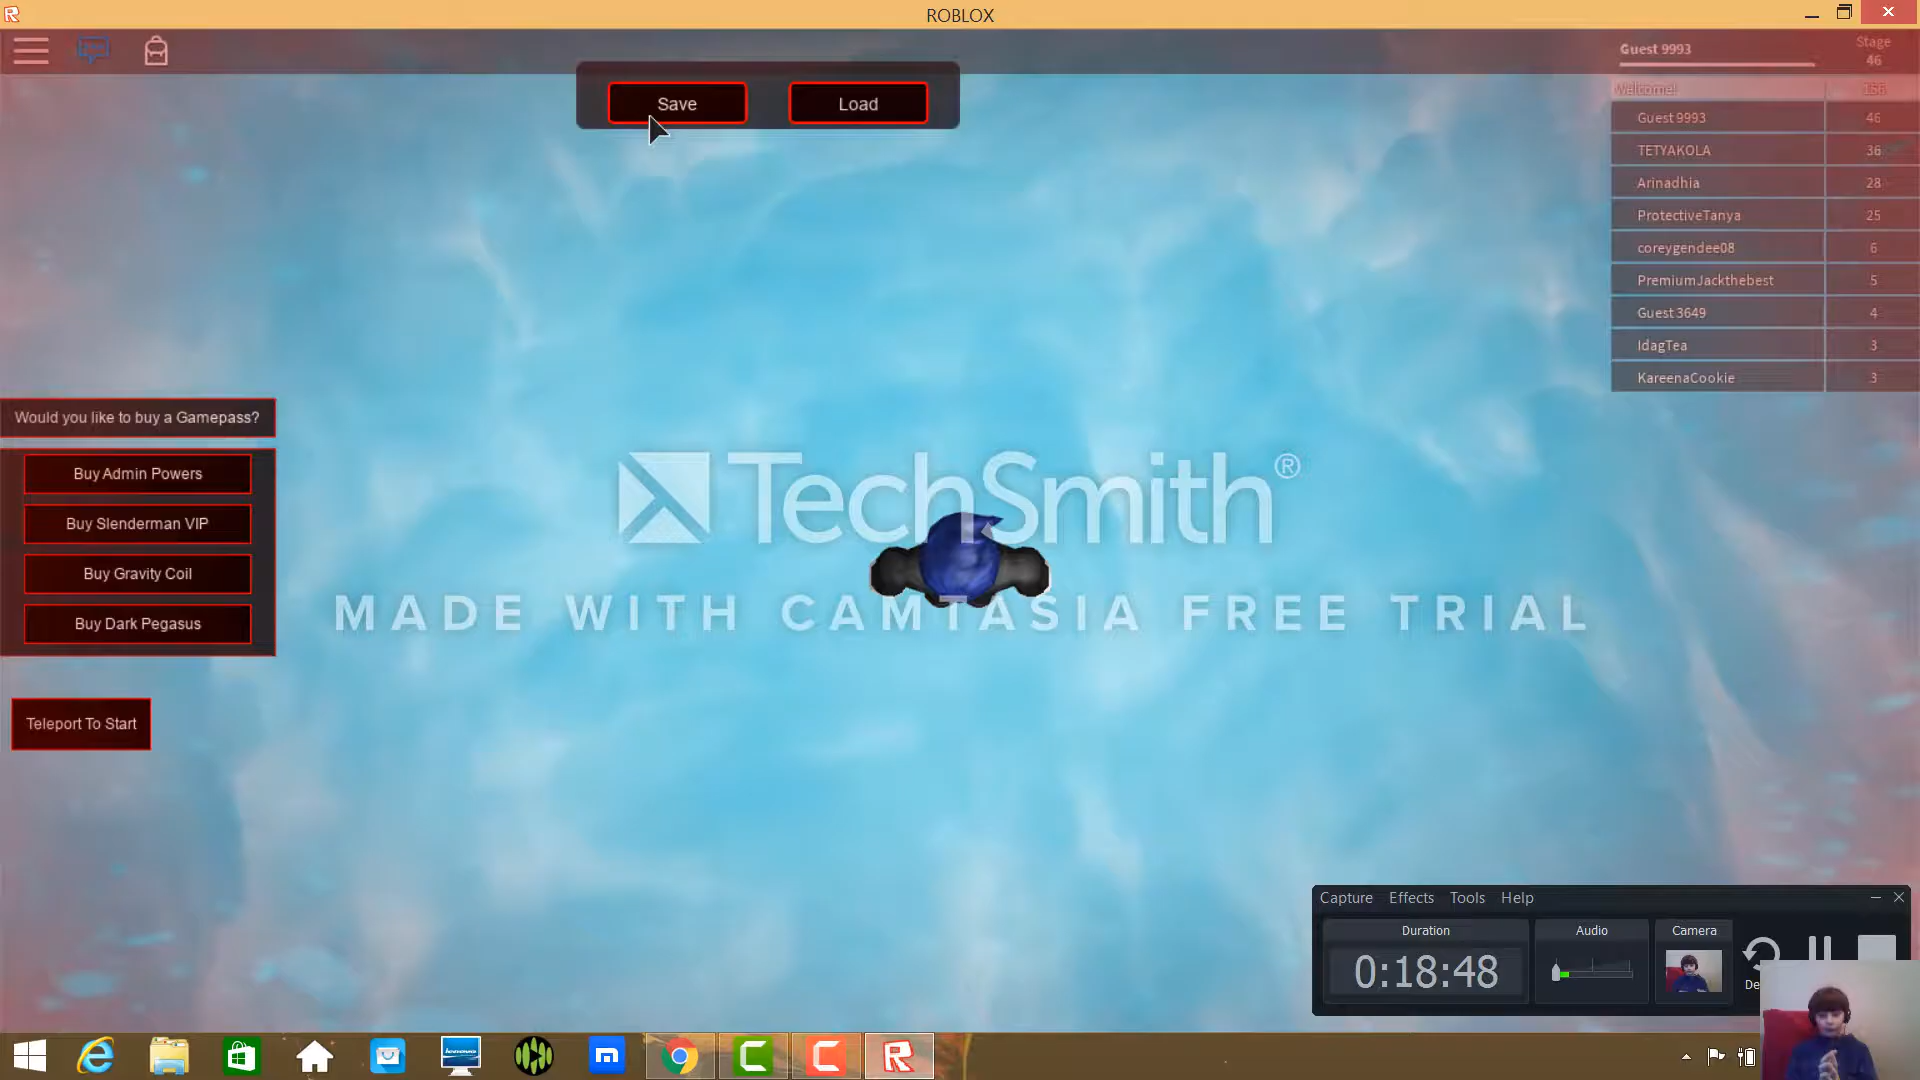 ROBLOX
Guest 9993
Stage
46
Save
Load
Welcome! 156
Guest 9993 46
TETYAKOLA 36
Arinadhia 28
ProtectiveTanya 25
coreygendee08 6
PremiumJackthebest 5
Guest 3649 4
IdagTea 3
KareenaCookie 3
Would you like to buy a Gamepass?
Buy Admin Powers
Buy Slenderman VIP
Buy Gravity Coil
Buy Dark Pegasus
Teleport To Start
TechSmith®
MADE WITH CAMTASIA FREE TRIAL
Capture Effects Tools Help
Duration Audio Camera
0:18:48
De